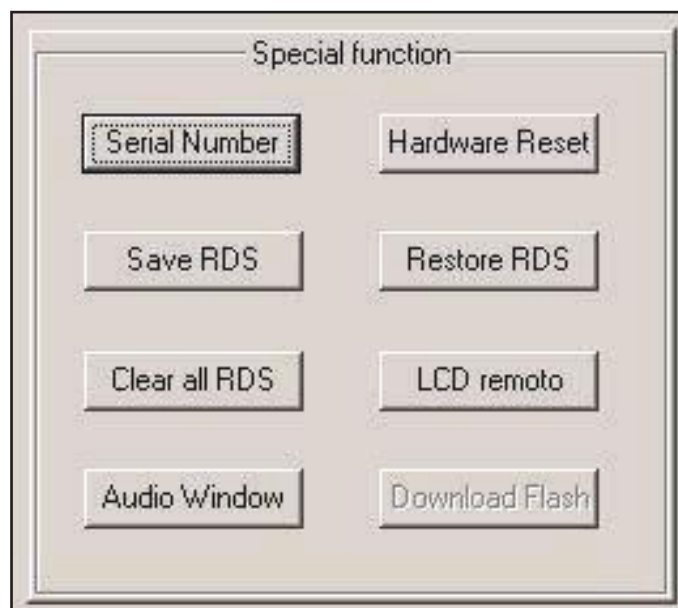 Special function
Serial Number
Hardware Reset
Save RDS
Restore RDS
Clear all RDS
LCD remoto
Audio Window
Download Flash